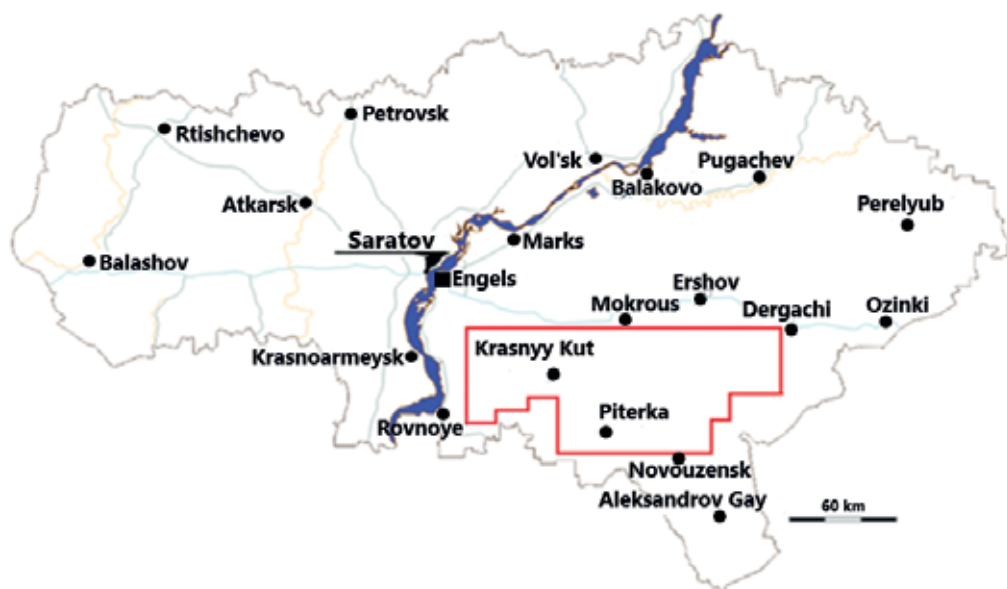 Petrovsk
Rtishchevo
Vol'sk
Pugachev
Balakovo
Atkarsk
Perelyub
Saratov
Marks
Balashov
Engels
Ershov
Mokrous
Dergachi
Ozinki
Krasnoarmeysk
Krasnyy Kut
Piterka
Rovnoye
Novouzensk
Aleksandrov Gay
60 km